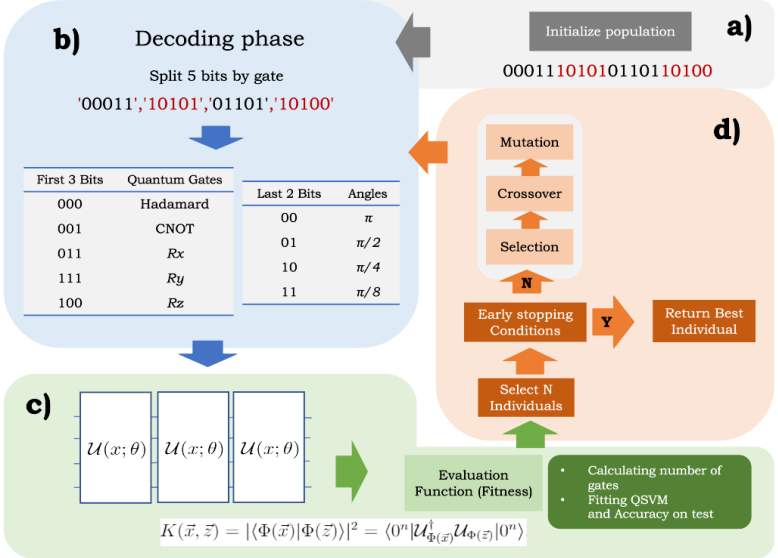 a)
Initialize population
00011101010110110100
b)
Decoding phase
Split 5 bits by gate
'00011','10101','01101','10100'
First 3 Bits Quantum Gates
000 Hadamard
001 CNOT
011 Rx
111 Ry
100 Rz
Last 2 Bits Angles
00 π
01 π/2
10 π/4
11 π/8
c)
𝒰(x; θ) 𝒰(x; θ) 𝒰(x; θ)
K(x⃗, z⃗) = |⟨Φ(x⃗)|Φ(z⃗)⟩|² = ⟨0ⁿ|𝒰†_Φ(x⃗) 𝒰_Φ(z⃗)|0ⁿ⟩
Evaluation
Function (Fitness)
• Calculating number of
gates
• Fitting QSVM
and Accuracy on test
d)
Mutation
Crossover
Selection
N
Early stopping
Conditions
Y
Return Best
Individual
Select N
Individuals